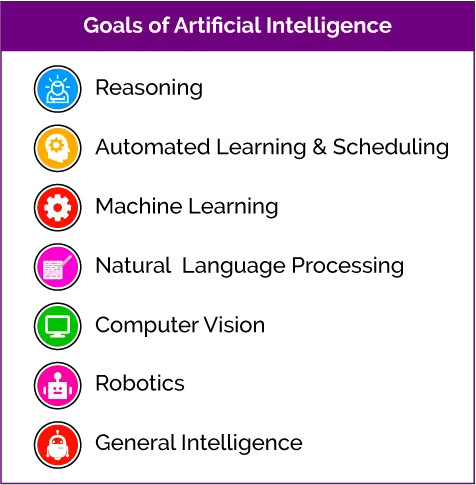 Goals of Artificial Intelligence
Reasoning
Automated Learning & Scheduling
Machine Learning
Natural  Language Processing
Computer Vision
Robotics
General Intelligence